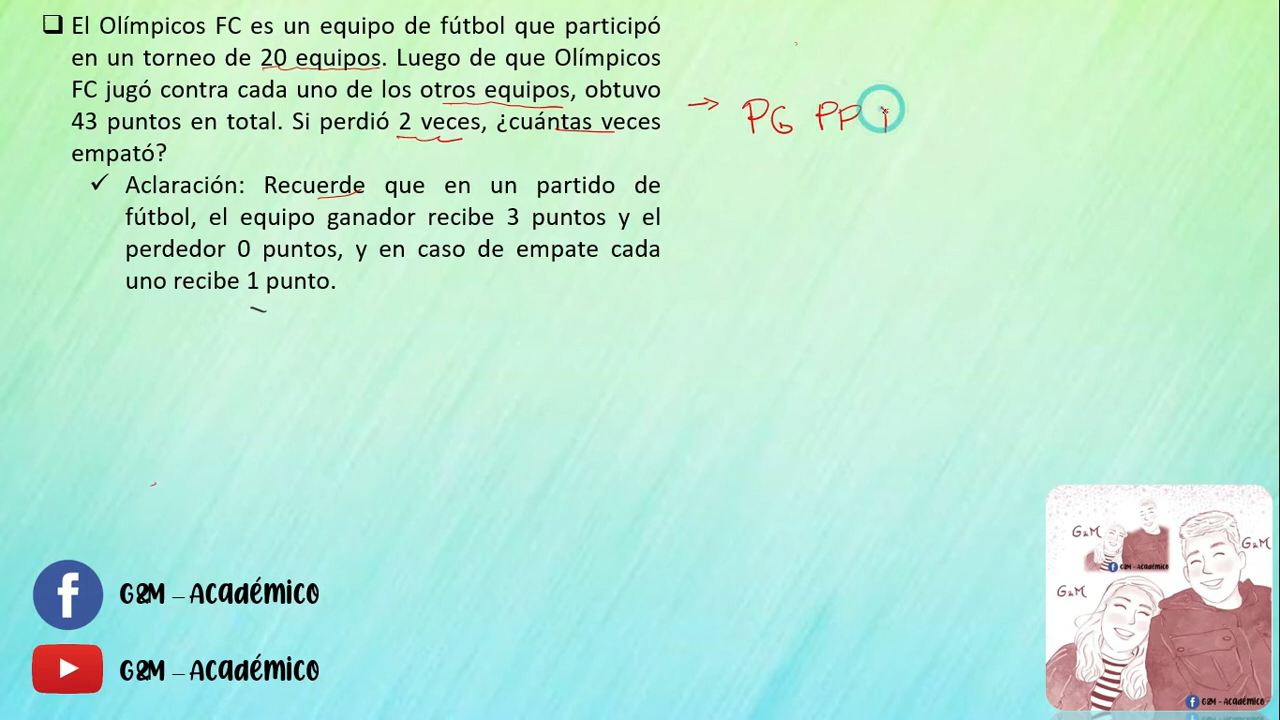 El Olímpicos FC es un equipo de fútbol que participó
en un torneo de 20 equipos. Luego de que Olímpicos
FC jugó contra cada uno de los otros equipos, obtuvo
43 puntos en total. Si perdió 2 veces, ¿cuántas veces
empató?
Aclaración: Recuerde que en un partido de
fútbol, el equipo ganador recibe 3 puntos y el
perdedor 0 puntos, y en caso de empate cada
uno recibe 1 punto.
→ PG PP
G&M – Académico
G&M – Académico
G&M
G&M
G&M – Académico
G&M
G&M – Académico